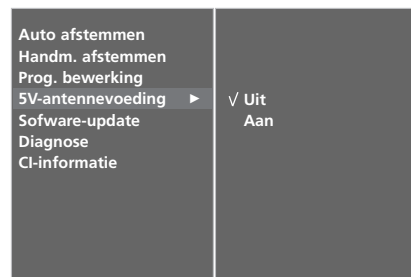 Auto afstemmen
Handm. afstemmen
Prog. bewerking
5V-antennevoeding ►
Sofware-update
Diagnose
CI-informatie
√ Uit
Aan